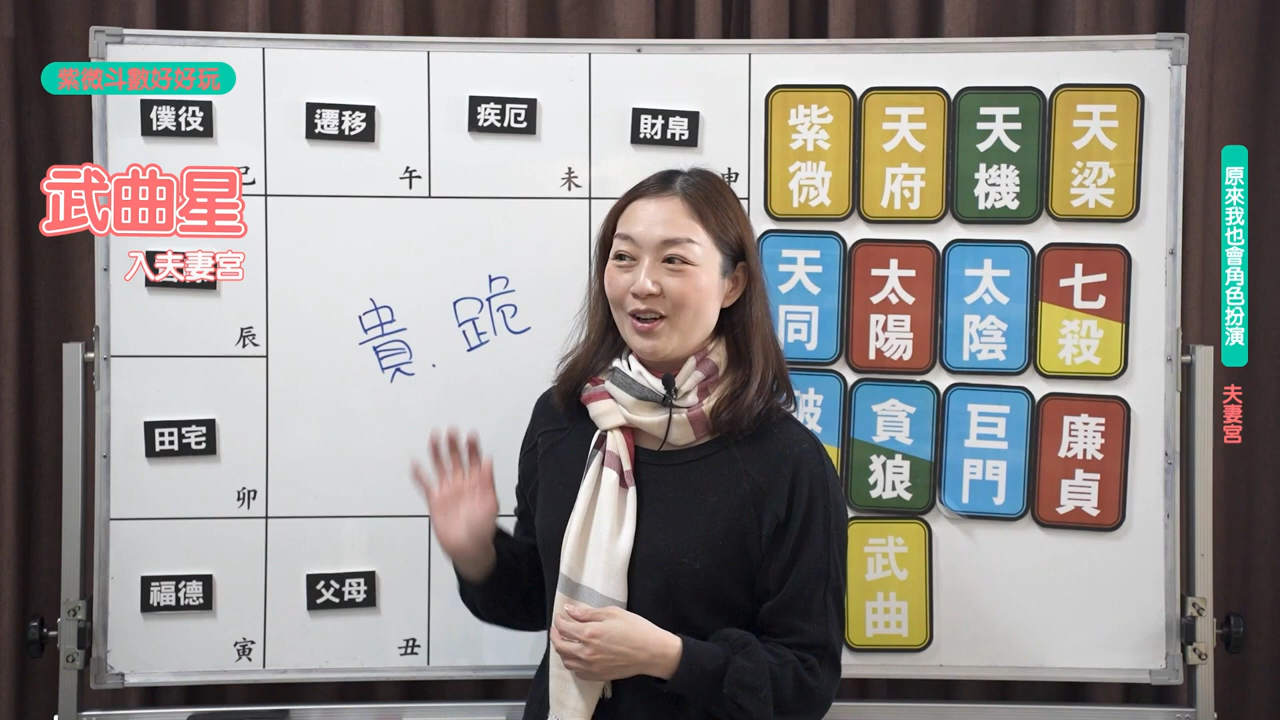 紫微斗數好好玩
武曲星
入夫妻宮
原來我也會角色扮演
夫妻宮
僕役
遷移
疾厄
財帛
巳
午
未
申
辰
田宅
卯
福德
寅
父母
丑
貴.跪
紫微
天府
天機
天梁
天同
太陽
太陰
七殺
破
貪狼
巨門
廉貞
武曲